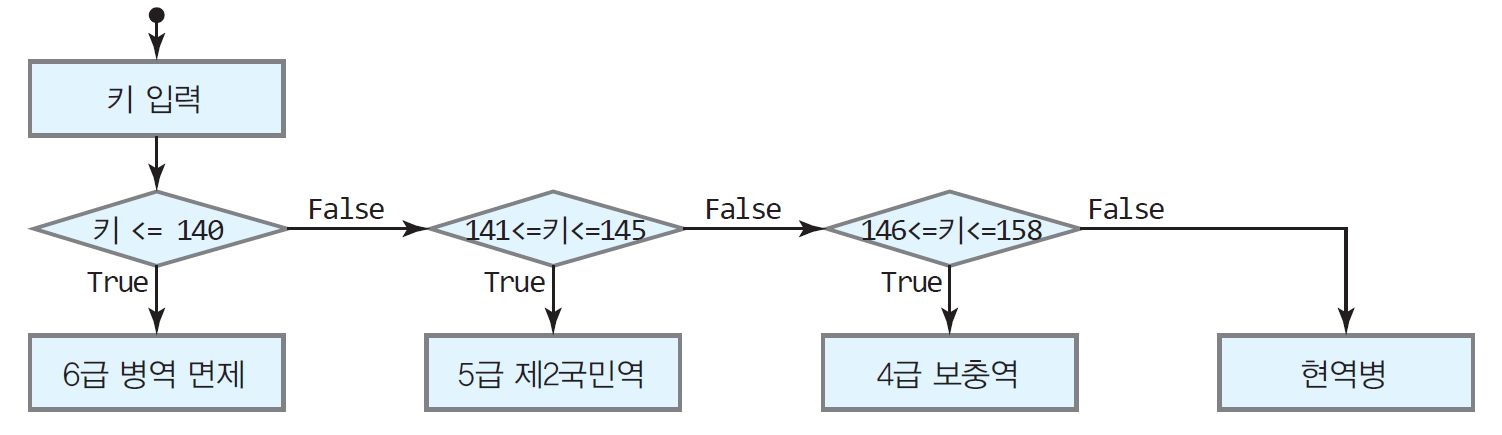 키 입력
키 <= 140
False
141<=키<=145
False
146<=키<=158
False
True
True
True
6급 병역 면제
5급 제2국민역
4급 보충역
현역병